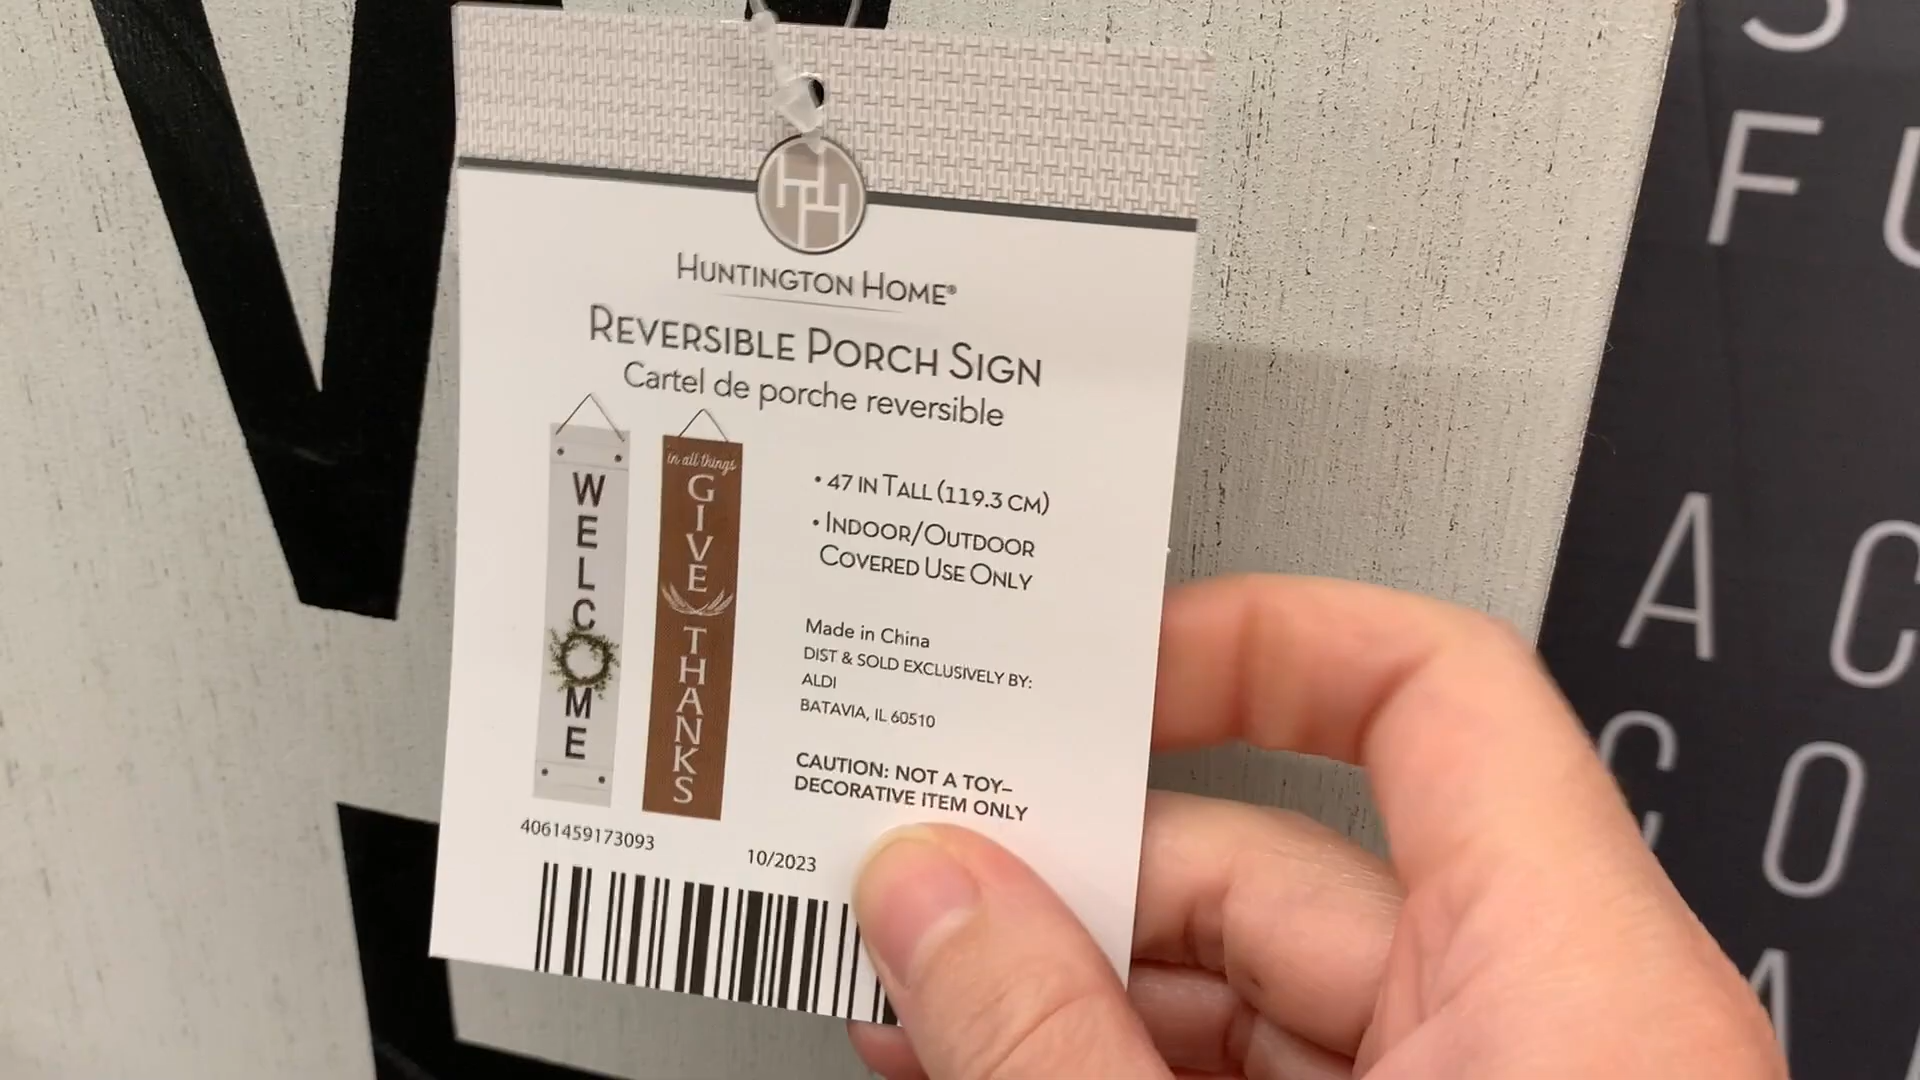 HUNTINGTON HOME®
REVERSIBLE PORCH SIGN
Cartel de porche reversible
WELCOME
in all things
GIVE
THANKS
• 47 IN TALL (119.3 CM)
• INDOOR/OUTDOOR
COVERED USE ONLY
Made in China
DIST & SOLD EXCLUSIVELY BY:
ALDI
BATAVIA, IL 60510
CAUTION: NOT A TOY–
DECORATIVE ITEM ONLY
4061459173093
10/2023